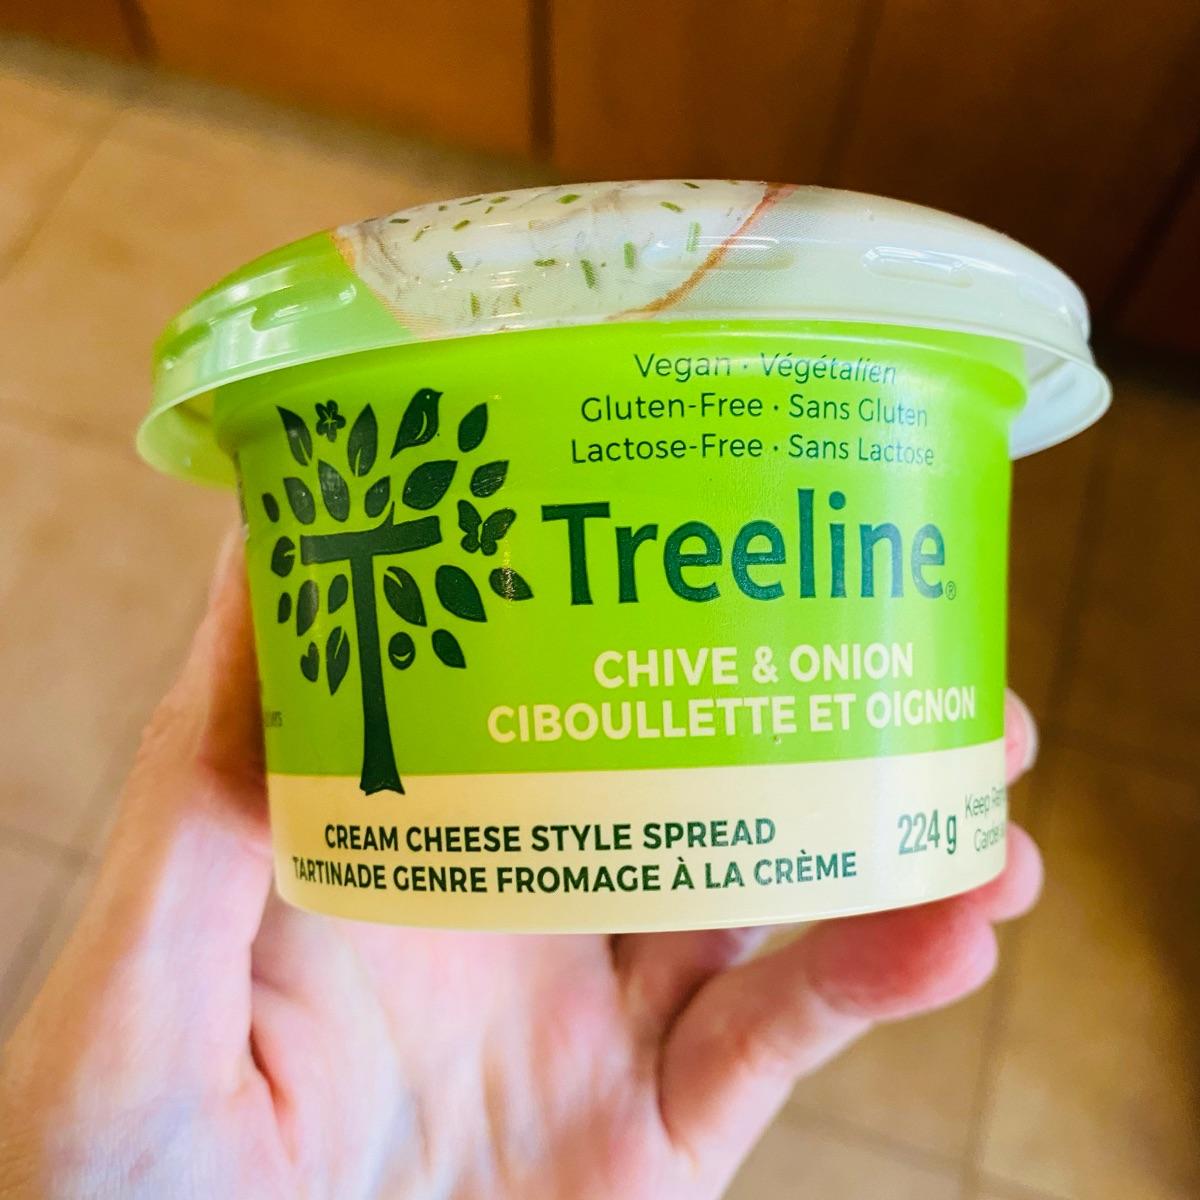 Vegan · Végétalien
Gluten-Free · Sans Gluten
Lactose-Free · Sans Lactose
Treeline®
CHIVE & ONION
CIBOULLETTE ET OIGNON
CREAM CHEESE STYLE SPREAD
TARTINADE GENRE FROMAGE À LA CRÈME
224 g
Keep